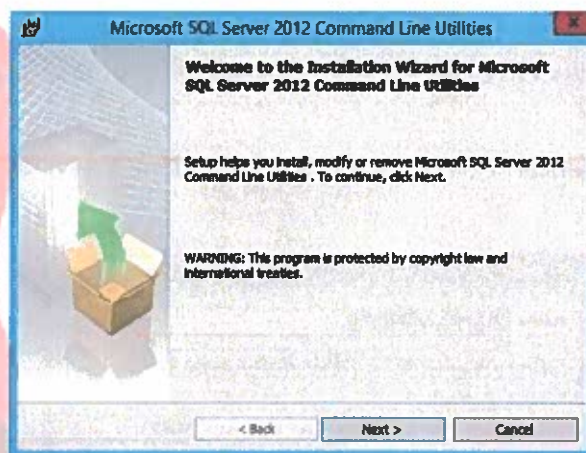 Microsoft SQL Server 2012 Command Line Utilities
Welcome to the Installation Wizard for Microsoft
SQL Server 2012 Command Line Utilities
Setup helps you install, modify or remove Microsoft SQL Server 2012
Command Line Utilities . To continue, click Next.
WARNING: This program is protected by copyright law and
international treaties.
< Back
Next >
Cancel